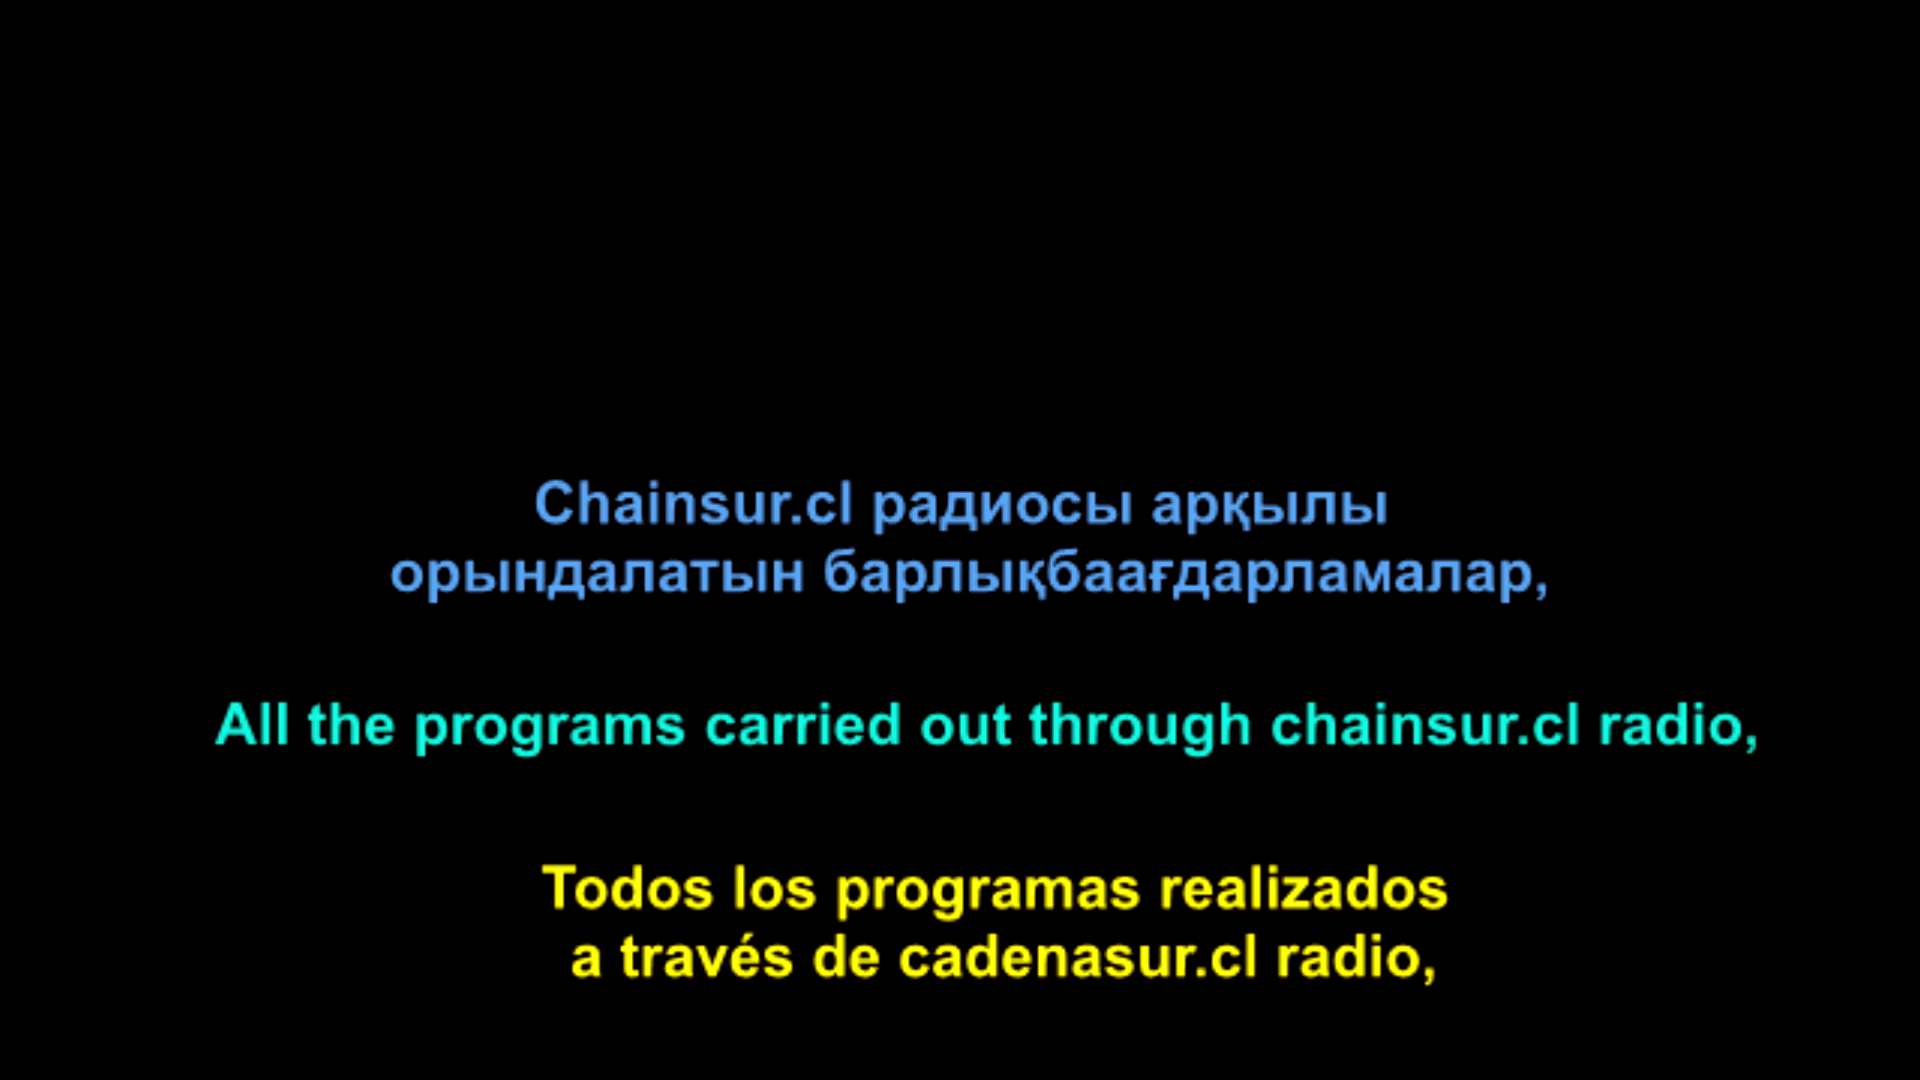 Chainsur.cl радиосы арқылы
орындалатын барлықбаағдарламалар,
All the programs carried out through chainsur.cl radio,
Todos los programas realizados
a través de cadenasur.cl radio,